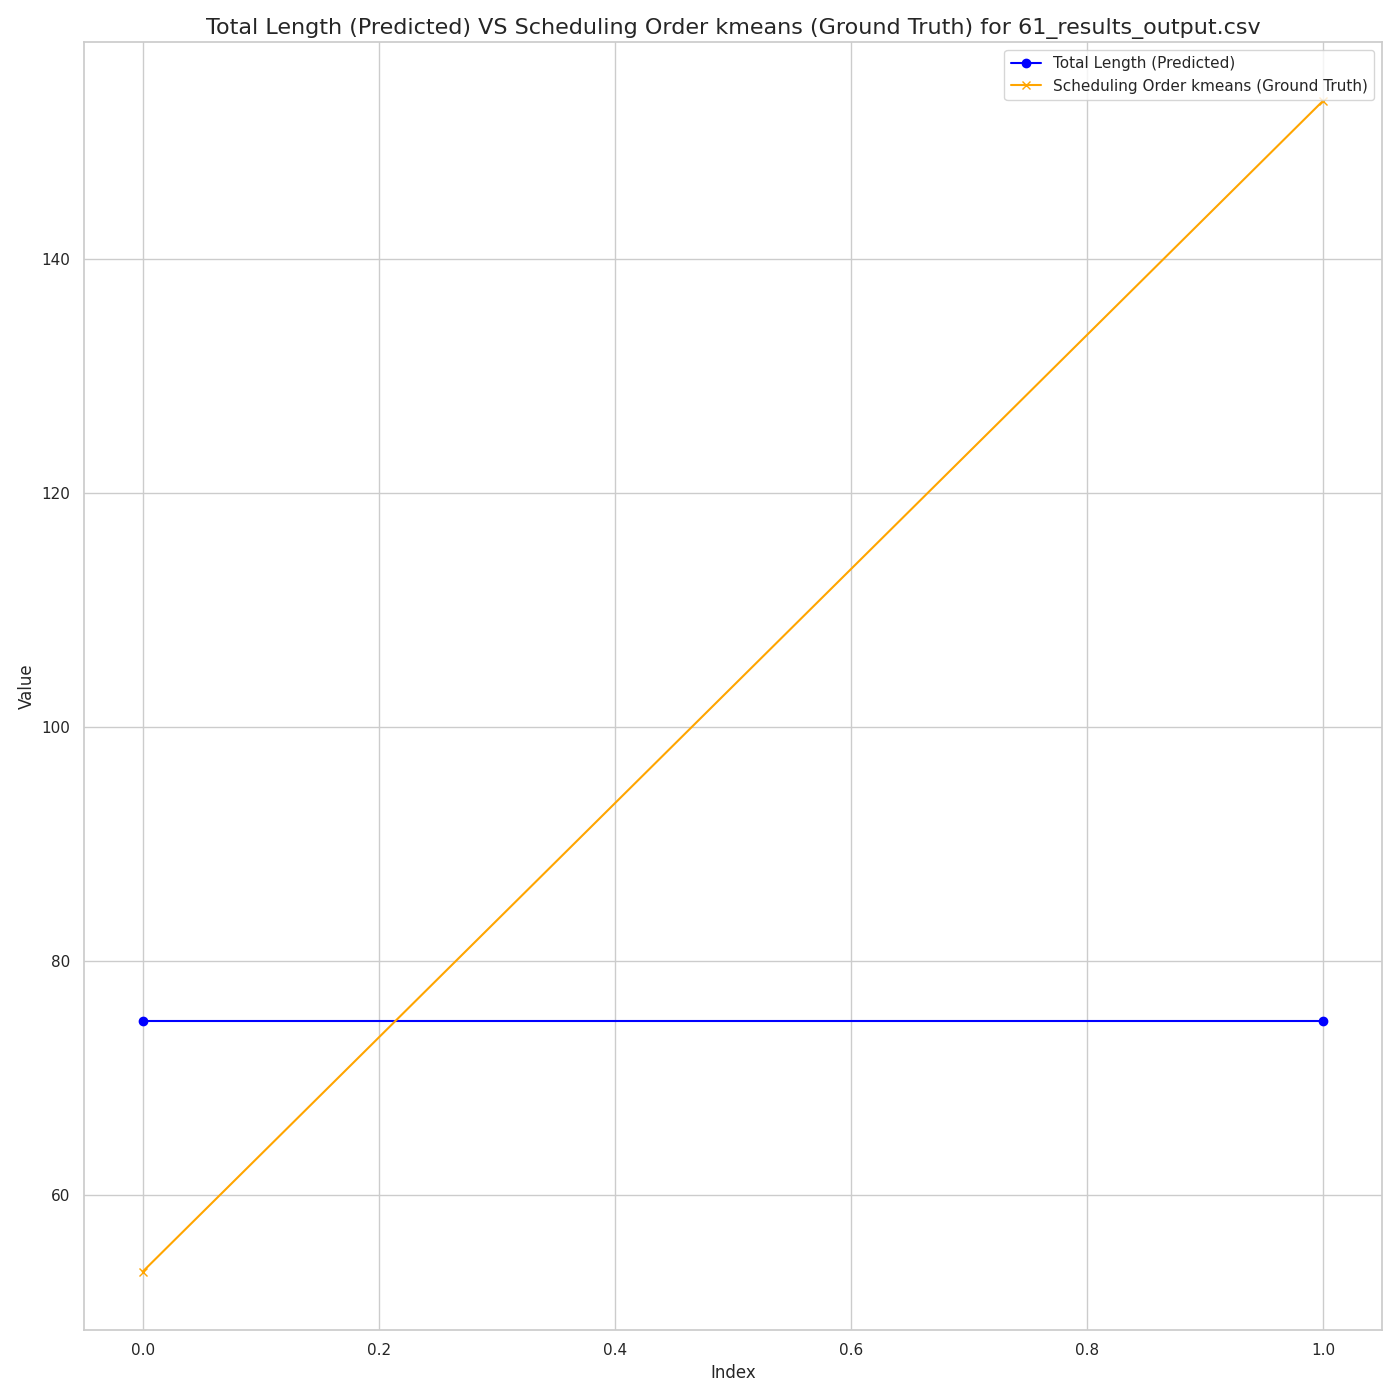 Total Length (Predicted) VS Scheduling Order kmeans (Ground Truth) for 61_results_output.csv
Total Length (Predicted)
Scheduling Order kmeans (Ground Truth)
Value
140
120
100
80
60
0.0 0.2 0.4 0.6 0.8 1.0
Index